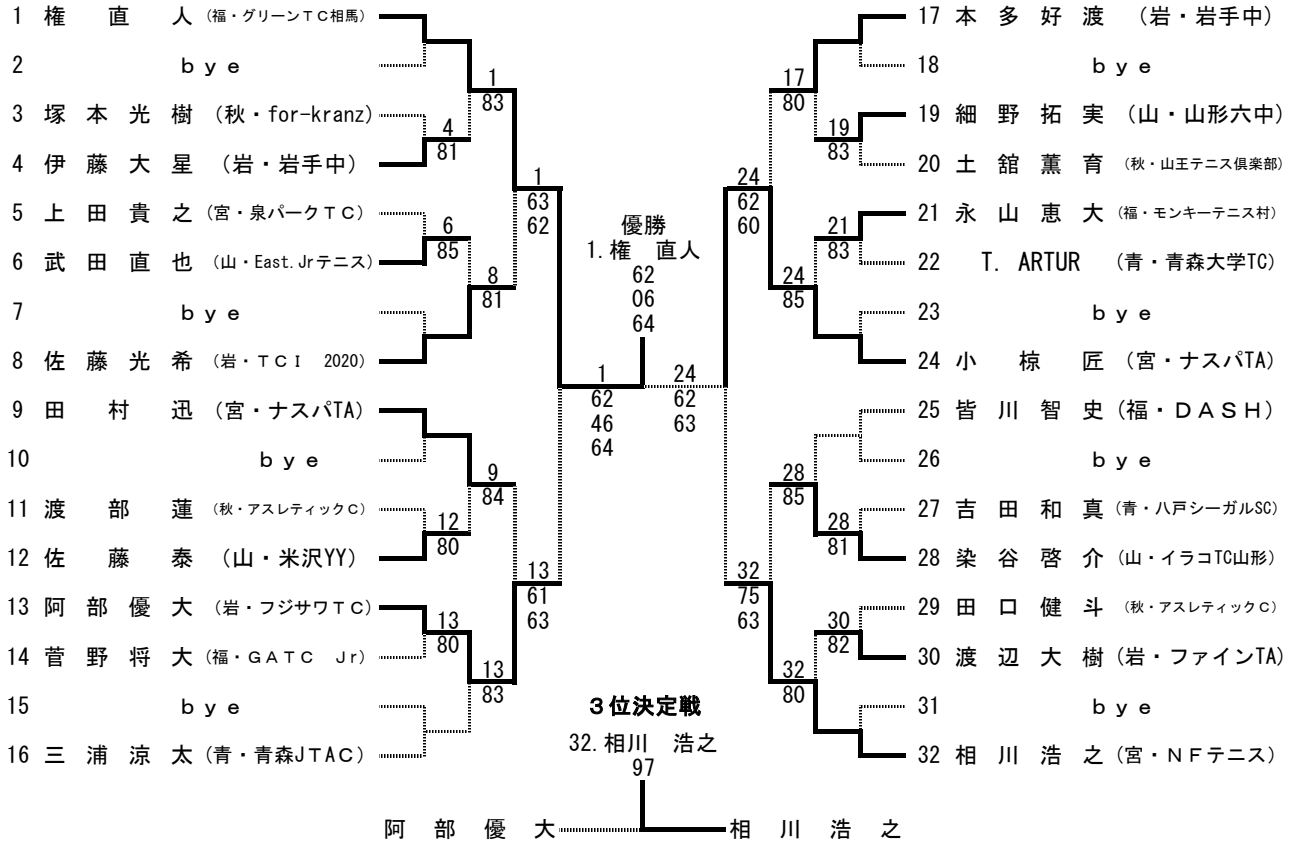 1 権 直 人 (福・グリーンTC相馬)
2 bye
3 塚本光樹 (秋・for-kranz)
4 伊藤大星 (岩・岩手中)
5 上田貴之 (宮・泉パークTC)
6 武田直也 (山・East.Jrテニス)
7 bye
8 佐藤光希 (岩・TCI 2020)
9 田村迅 (宮・ナスパTA)
10 bye
11 渡部蓮 (秋・アスレティックC)
12 佐藤泰 (山・米沢YY)
13 阿部優大 (岩・フジサワTC)
14 菅野将大 (福・GATC Jr)
15 bye
16 三浦涼太 (青・青森JTAC)
1
83
4
81
6
85
8
81
9
84
12
80
13
80
13
83
1
63
62
13
61
63
1
62
46
64
優勝
1.権 直人
62
06
64
24
62
63
24
62
60
32
75
63
17
80
19
83
21
83
24
85
28
85
28
81
30
82
32
80
17 本多好渡 (岩・岩手中)
18 bye
19 細野拓実 (山・山形六中)
20 土舘薫育 (秋・山王テニス倶楽部)
21 永山恵大 (福・モンキーテニス村)
22 T. ARTUR (青・青森大学TC)
23 bye
24 小椋匠 (宮・ナスパTA)
25 皆川智史 (福・DASH)
26 bye
27 吉田和真 (青・八戸シーガルSC)
28 染谷啓介 (山・イラコTC山形)
29 田口健斗 (秋・アスレティックC)
30 渡辺大樹 (岩・ファインTA)
31 bye
32 相川浩之 (宮・NFテニス)
3位決定戦
32.相川 浩之
97
阿部優大 相川浩之